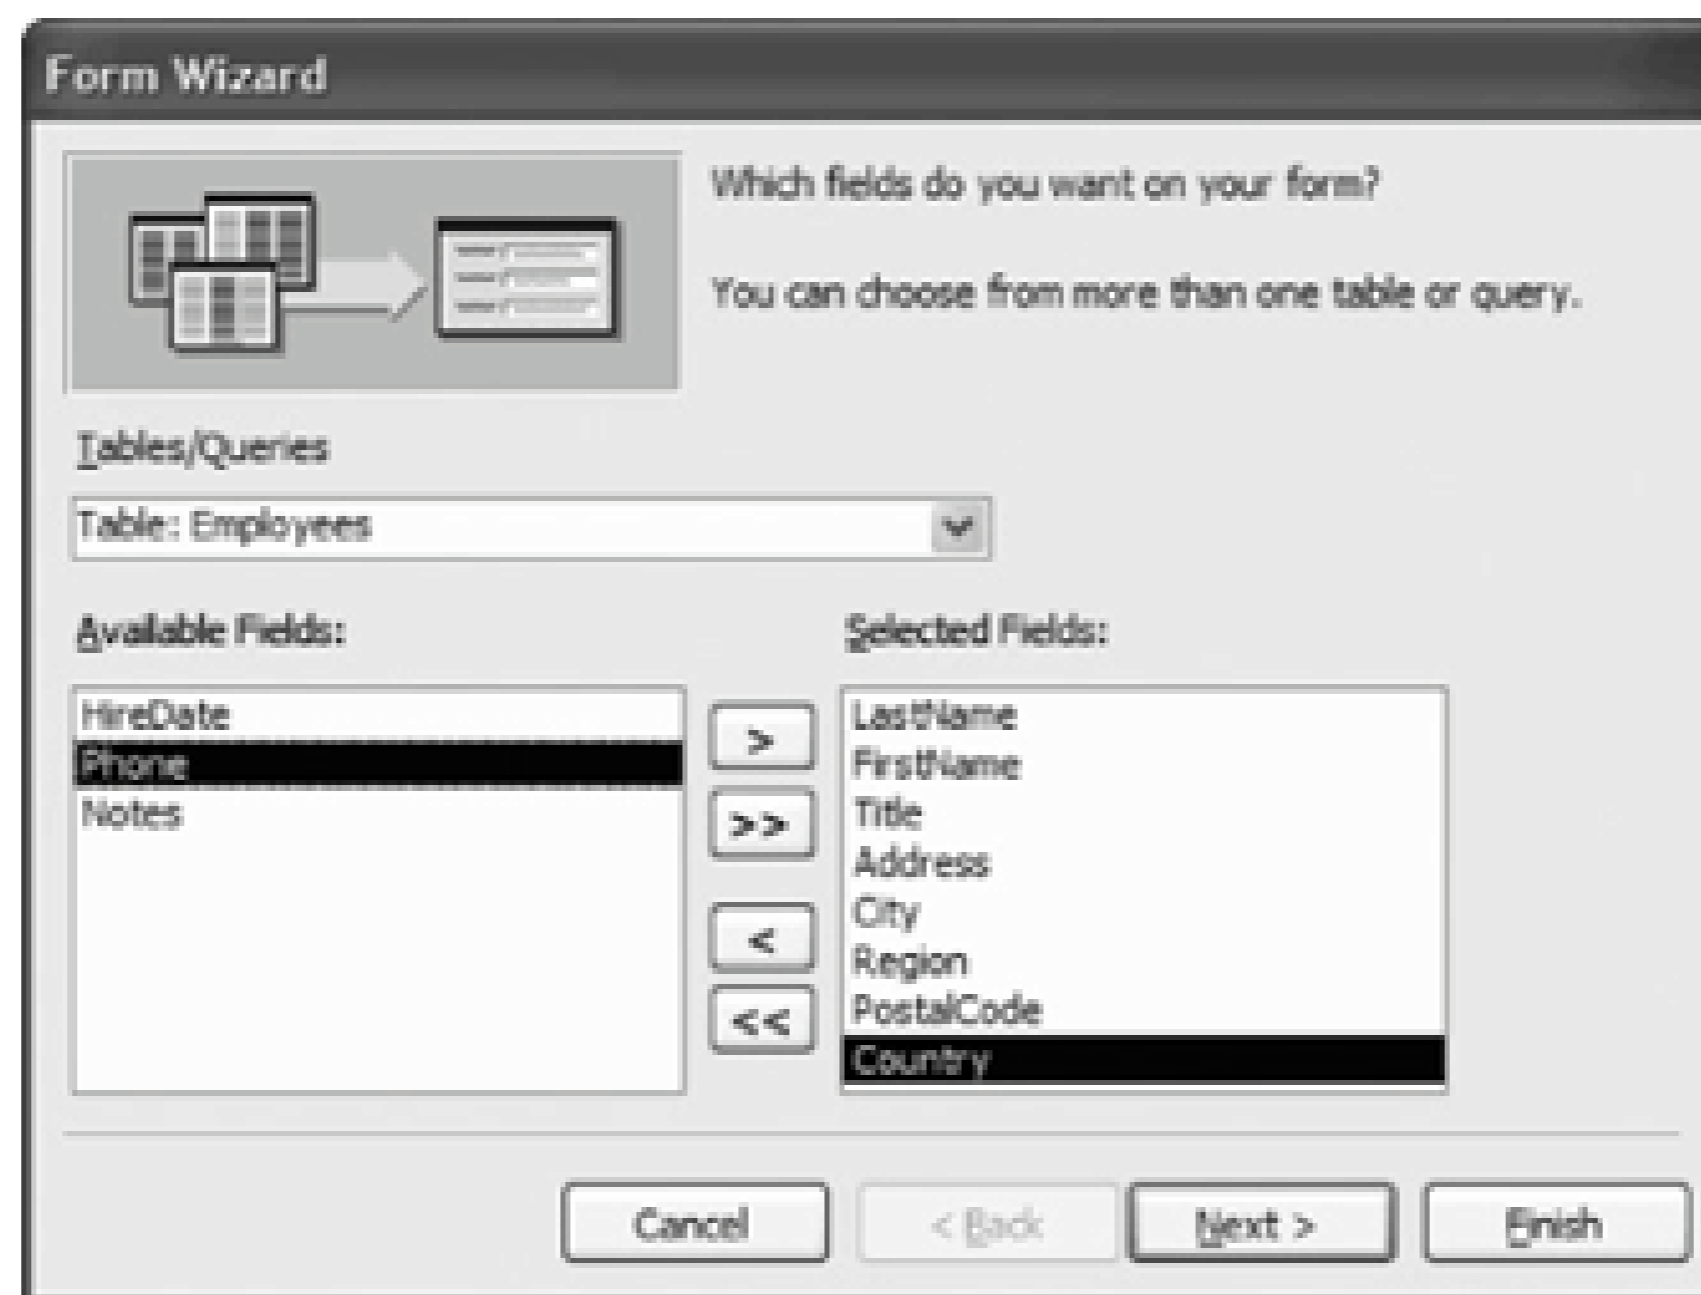 Form Wizard
Which fields do you want on your form?
You can choose from more than one table or query.
Tables/Queries
Table: Employees
Available Fields:
HireDate
Phone
Notes
>
>>
<
<<
Selected Fields:
LastName
FirstName
Title
Address
City
Region
PostalCode
Country
Cancel
< Back
Next >
Finish